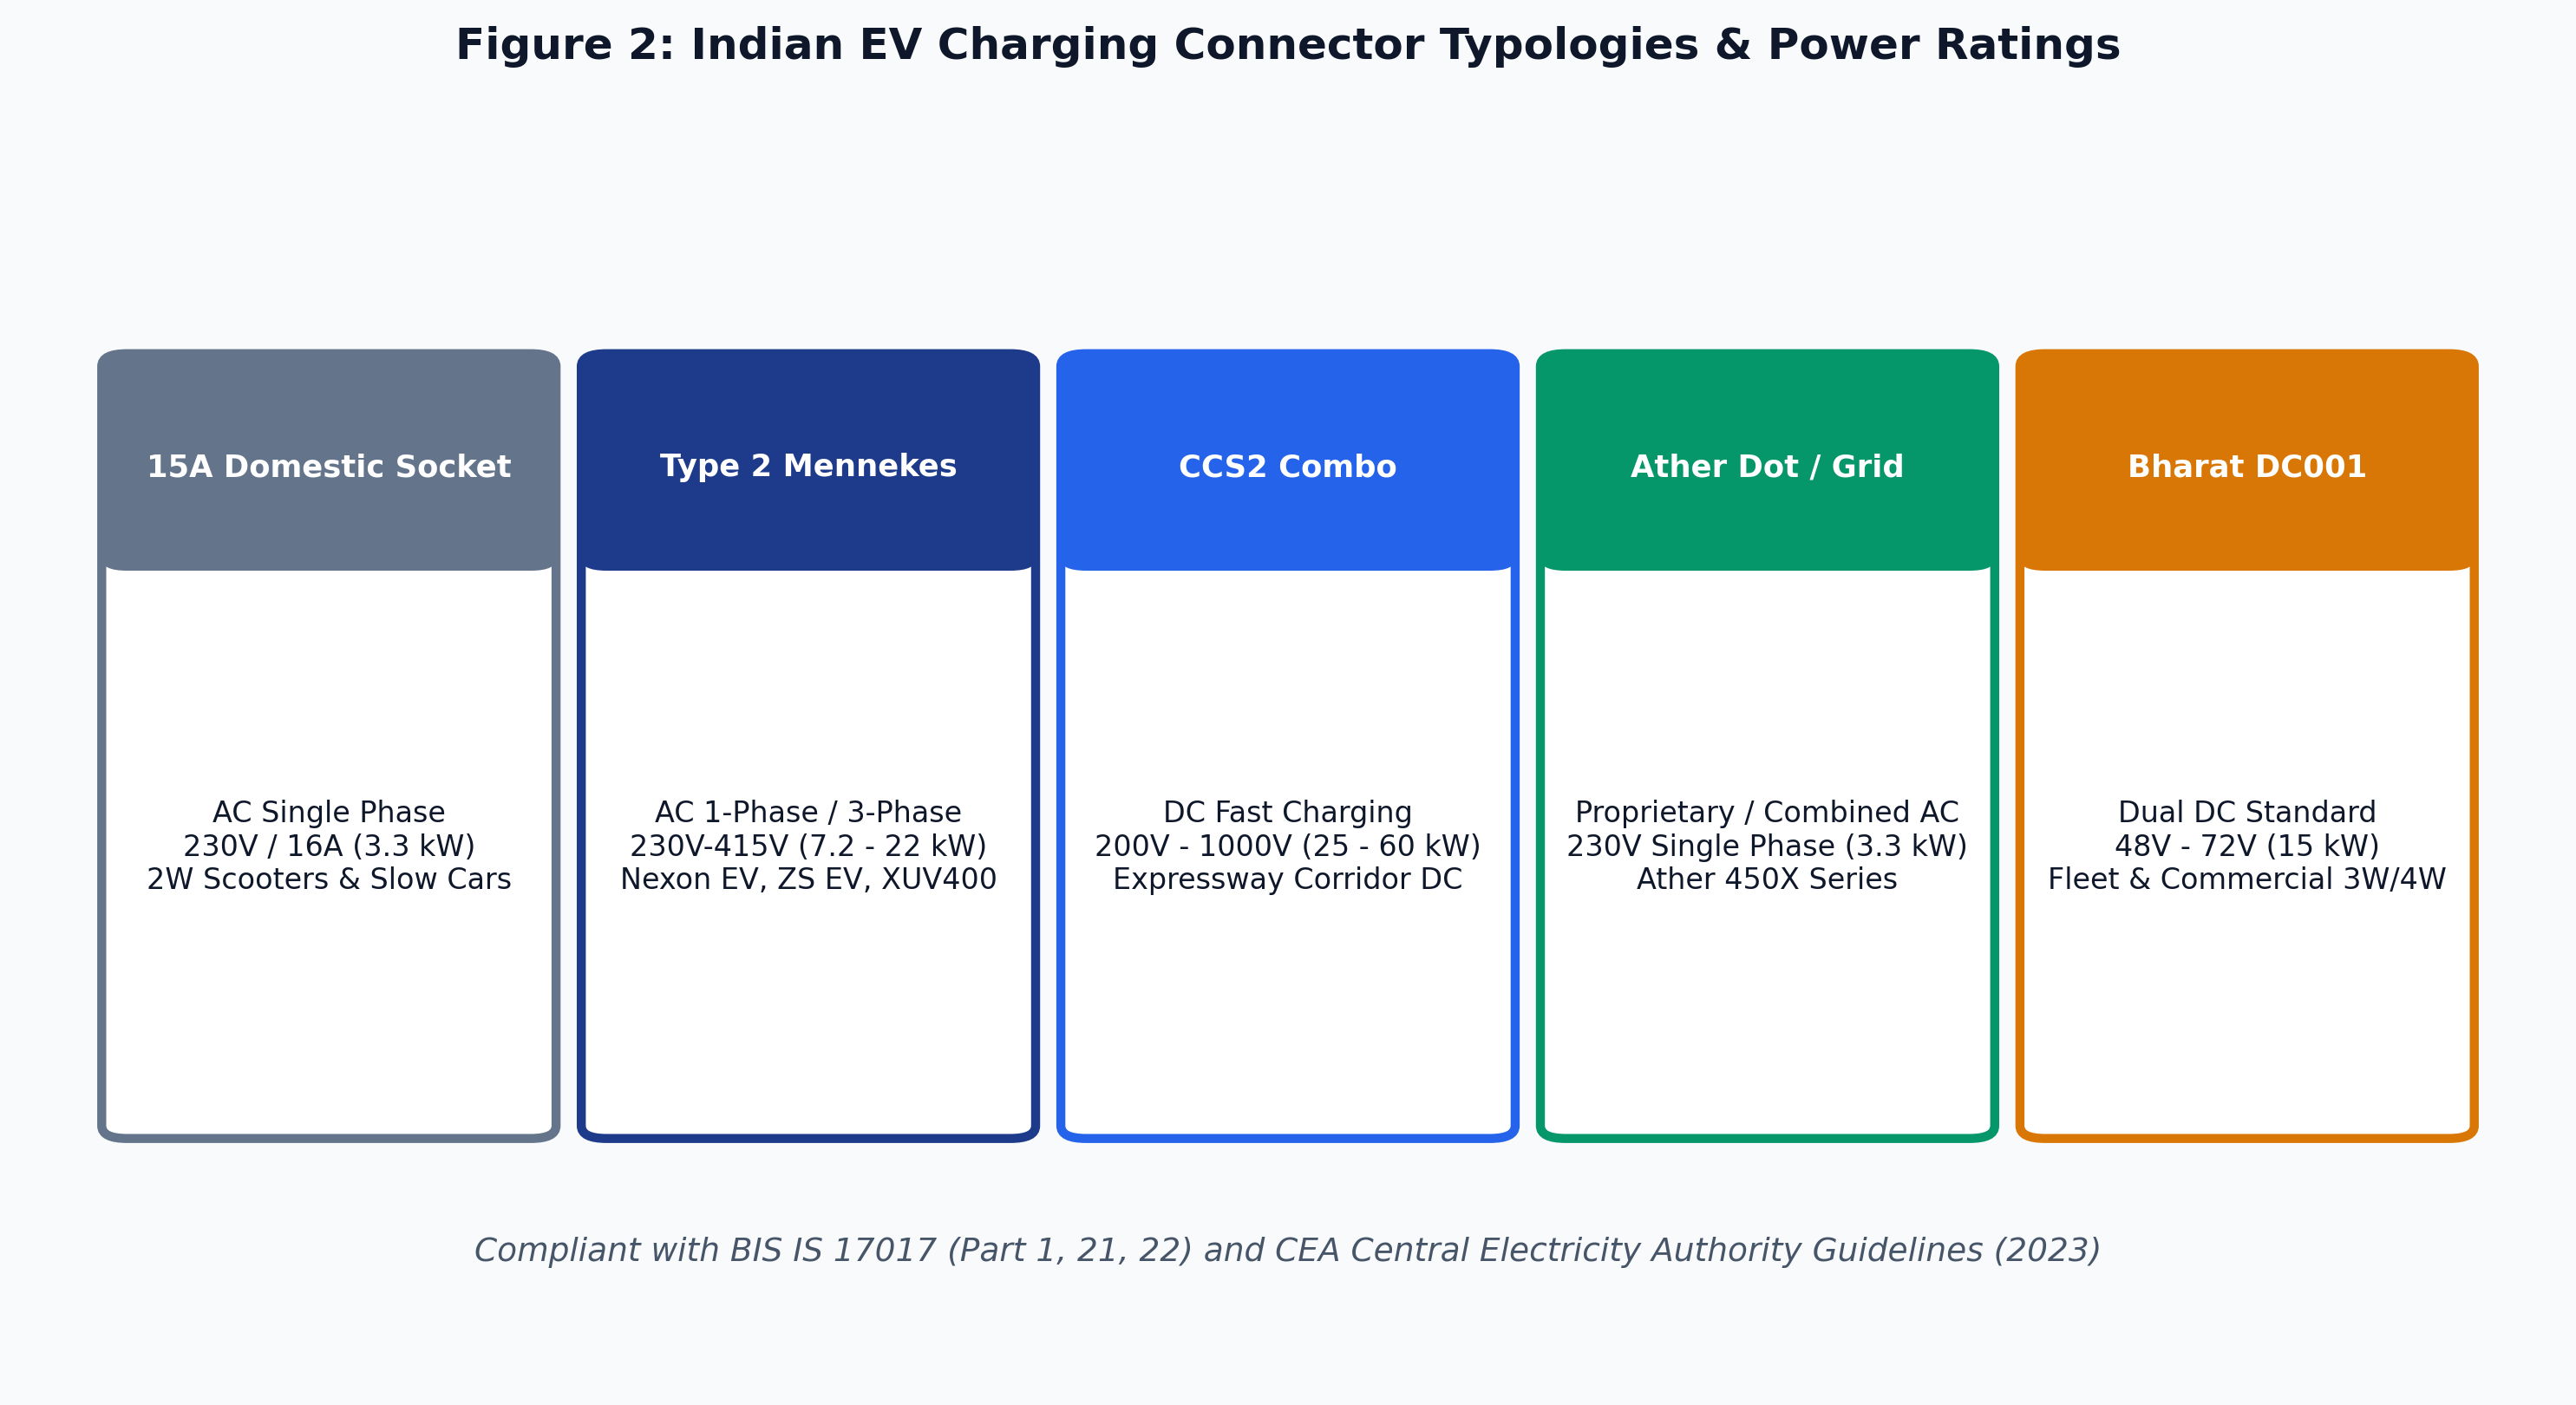 Figure 2: Indian EV Charging Connector Typologies & Power Ratings
15A Domestic Socket
AC Single Phase
230V / 16A (3.3 kW)
2W Scooters & Slow Cars
Type 2 Mennekes
AC 1-Phase / 3-Phase
230V-415V (7.2 - 22 kW)
Nexon EV, ZS EV, XUV400
CCS2 Combo
DC Fast Charging
200V - 1000V (25 - 60 kW)
Expressway Corridor DC
Ather Dot / Grid
Proprietary / Combined AC
230V Single Phase (3.3 kW)
Ather 450X Series
Bharat DC001
Dual DC Standard
48V - 72V (15 kW)
Fleet & Commercial 3W/4W
Compliant with BIS IS 17017 (Part 1, 21, 22) and CEA Central Electricity Authority Guidelines (2023)